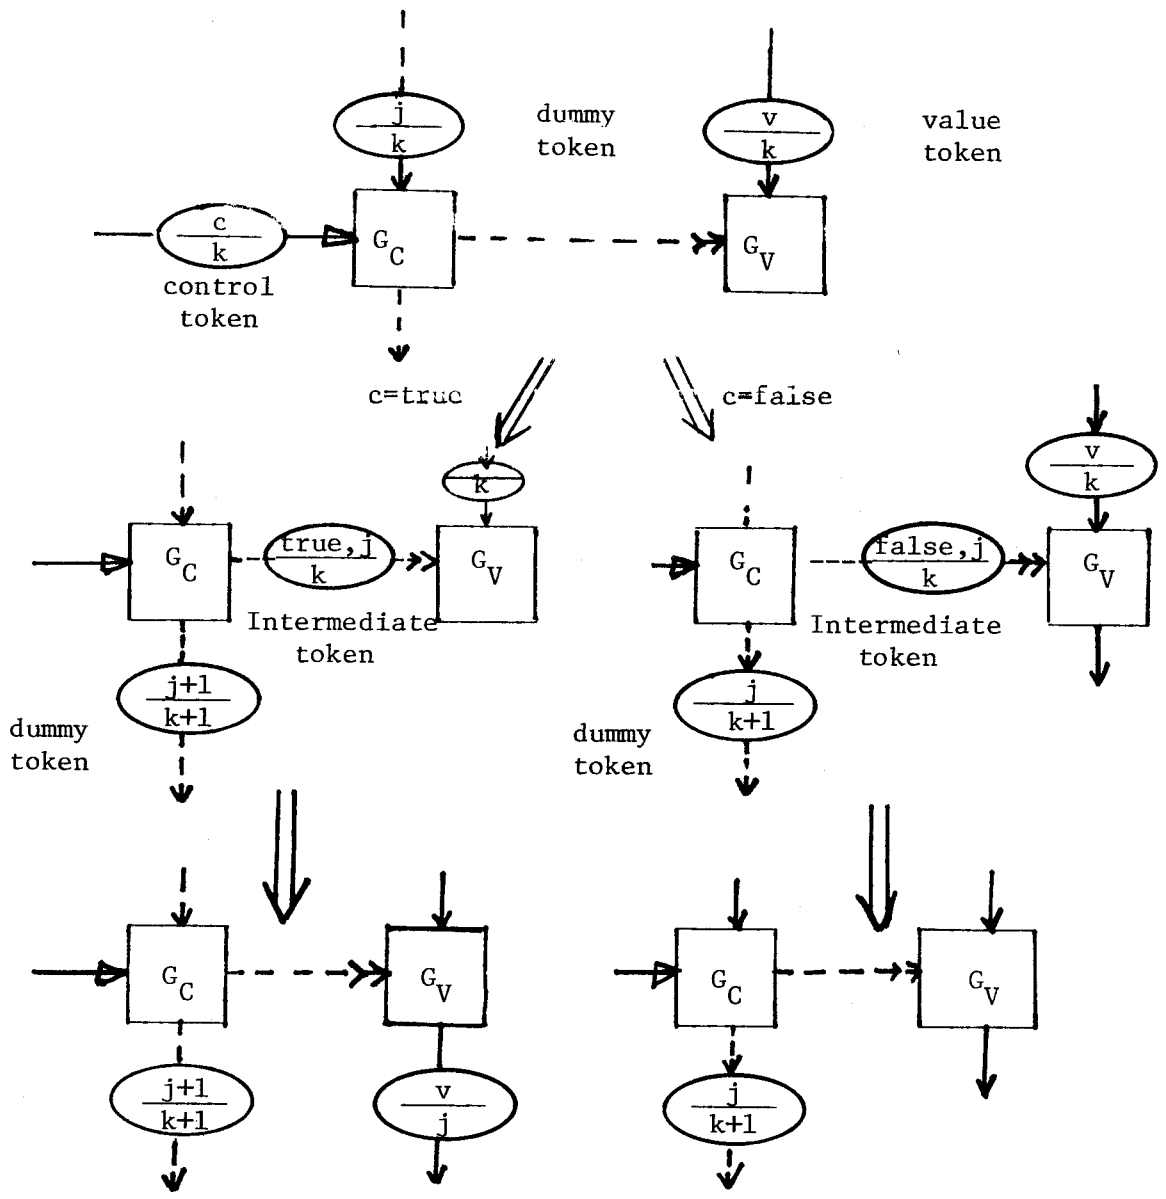 j
k
dummy
token
v
k
value
token
c
k
control
token
G_C
G_V
c=true
c=false
k
v
k
G_C
true,j
k
G_V
Intermediate
token
G_C
false,j
k
G_V
Intermediate
token
j+1
k+1
dummy
token
j
k+1
dummy
token
G_C
G_V
G_C
G_V
j+1
k+1
v
j
j
k+1